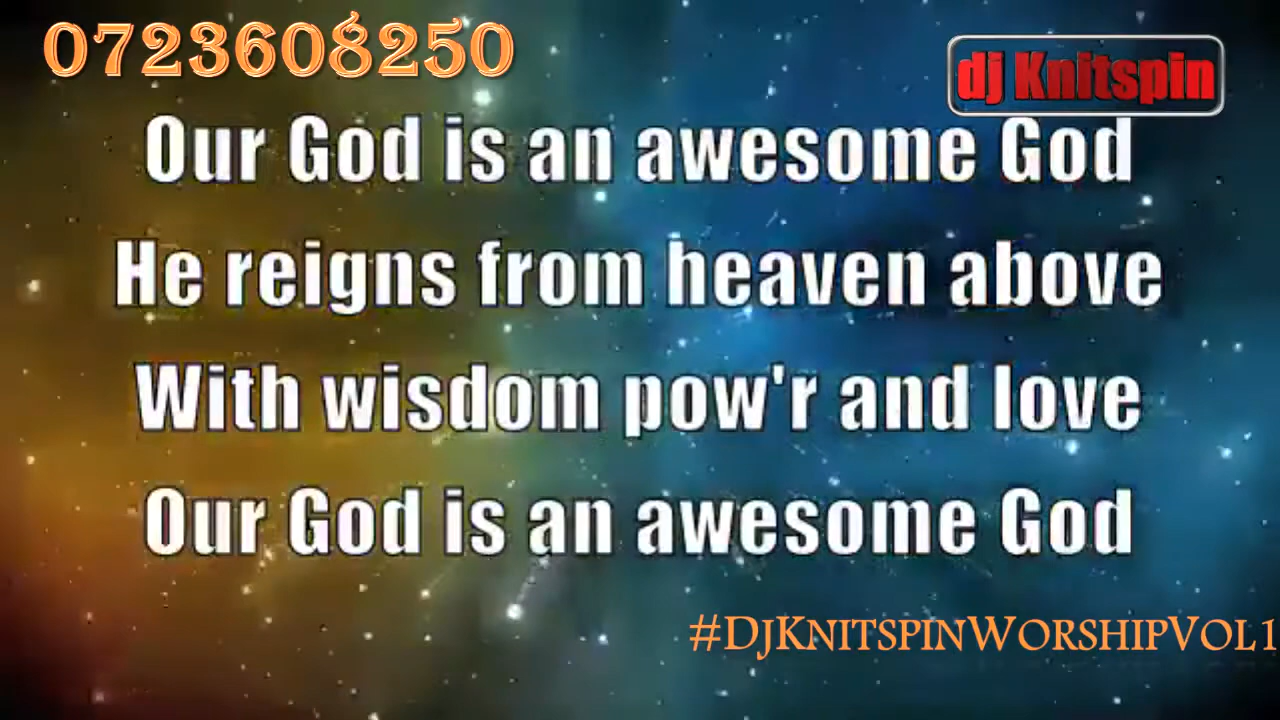 0723608250
dj Knitspin
Our God is an awesome God
He reigns from heaven above
With wisdom pow'r and love
Our God is an awesome God
#DjKnitspinWorshipVol1